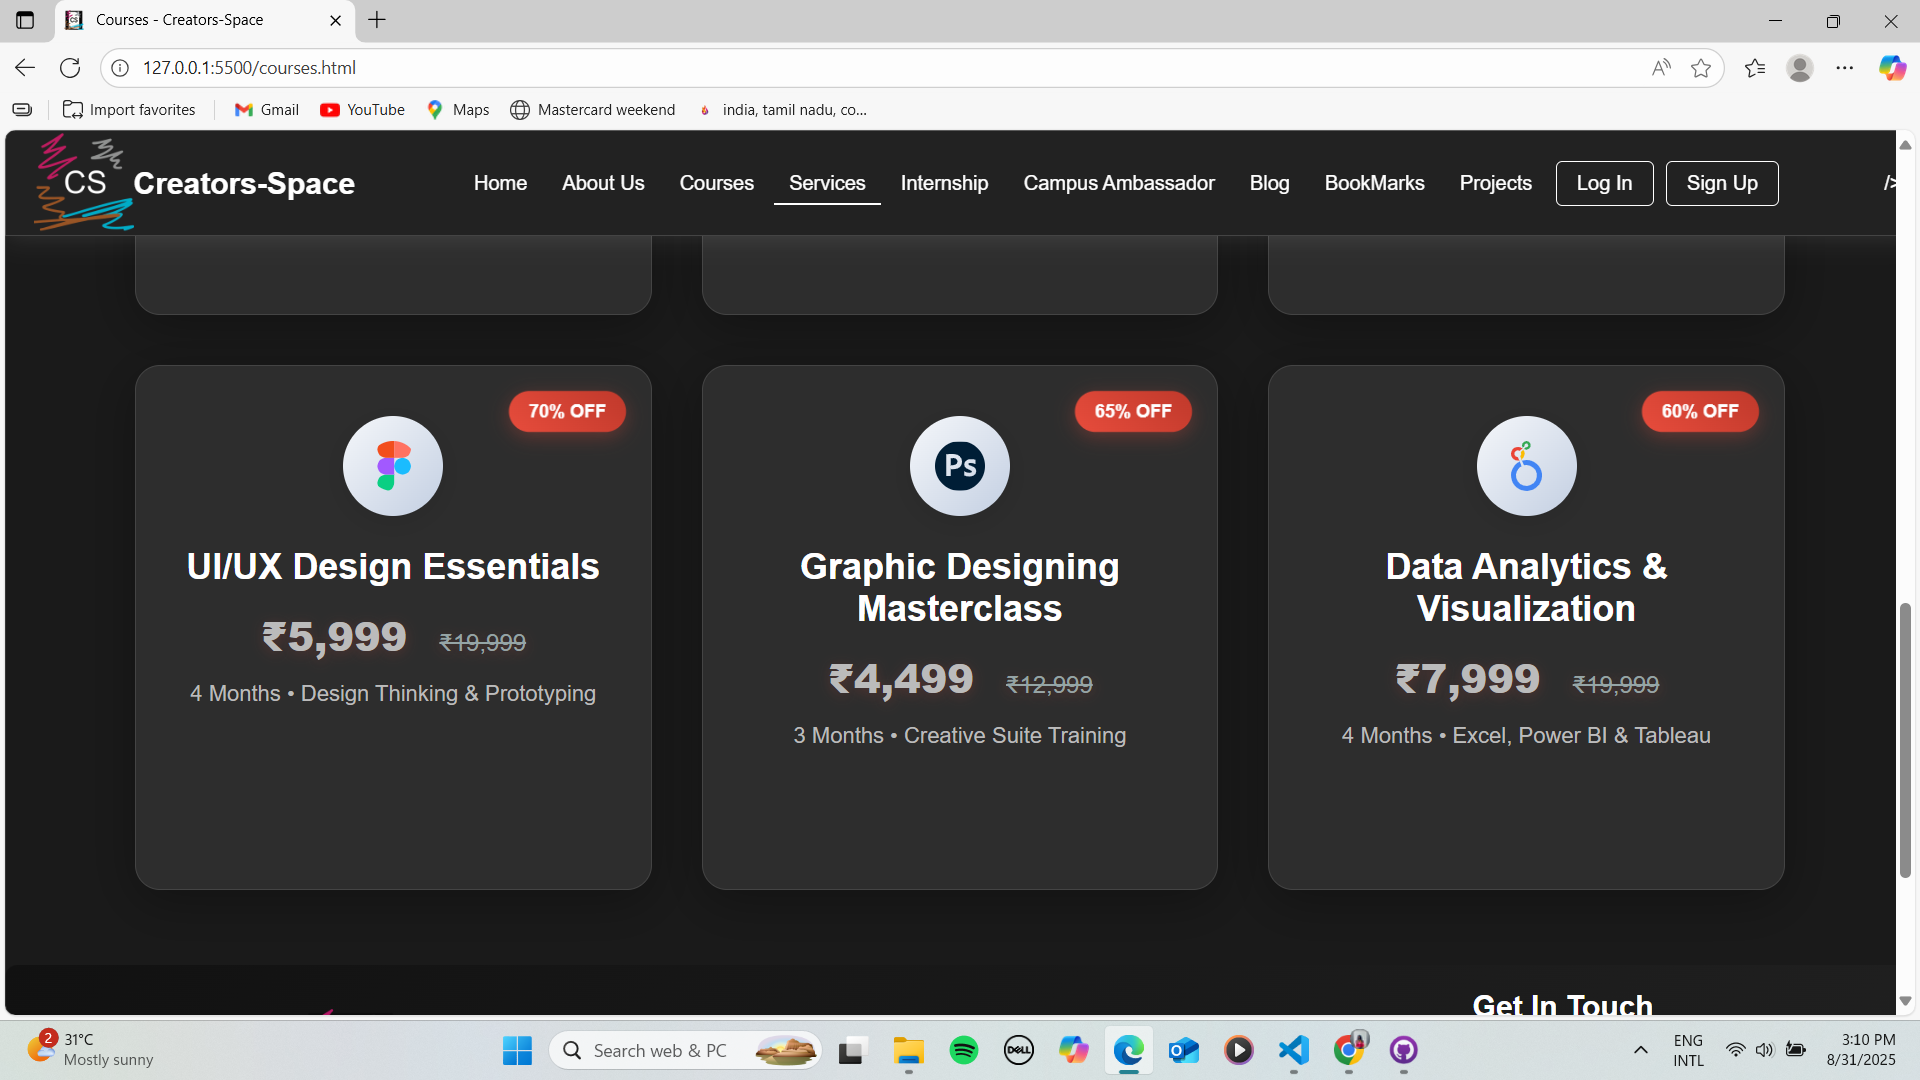 Courses - Creators-Space
127.0.0.1:5500/courses.html
Import favorites Gmail YouTube Maps Mastercard weekend india, tamil nadu, co...
CS Creators-Space Home About Us Courses Services Internship Campus Ambassador Blog BookMarks Projects Log In Sign Up />
70% OFF
UI/UX Design Essentials
₹5,999 ₹19,999
4 Months • Design Thinking & Prototyping
65% OFF
Ps
Graphic Designing
Masterclass
₹4,499 ₹12,999
3 Months • Creative Suite Training
60% OFF
Data Analytics &
Visualization
₹7,999 ₹19,999
4 Months • Excel, Power BI & Tableau
Get In Touch
2
31°C
Mostly sunny
Search web & PC
DELL
ENG
INTL
3:10 PM
8/31/2025